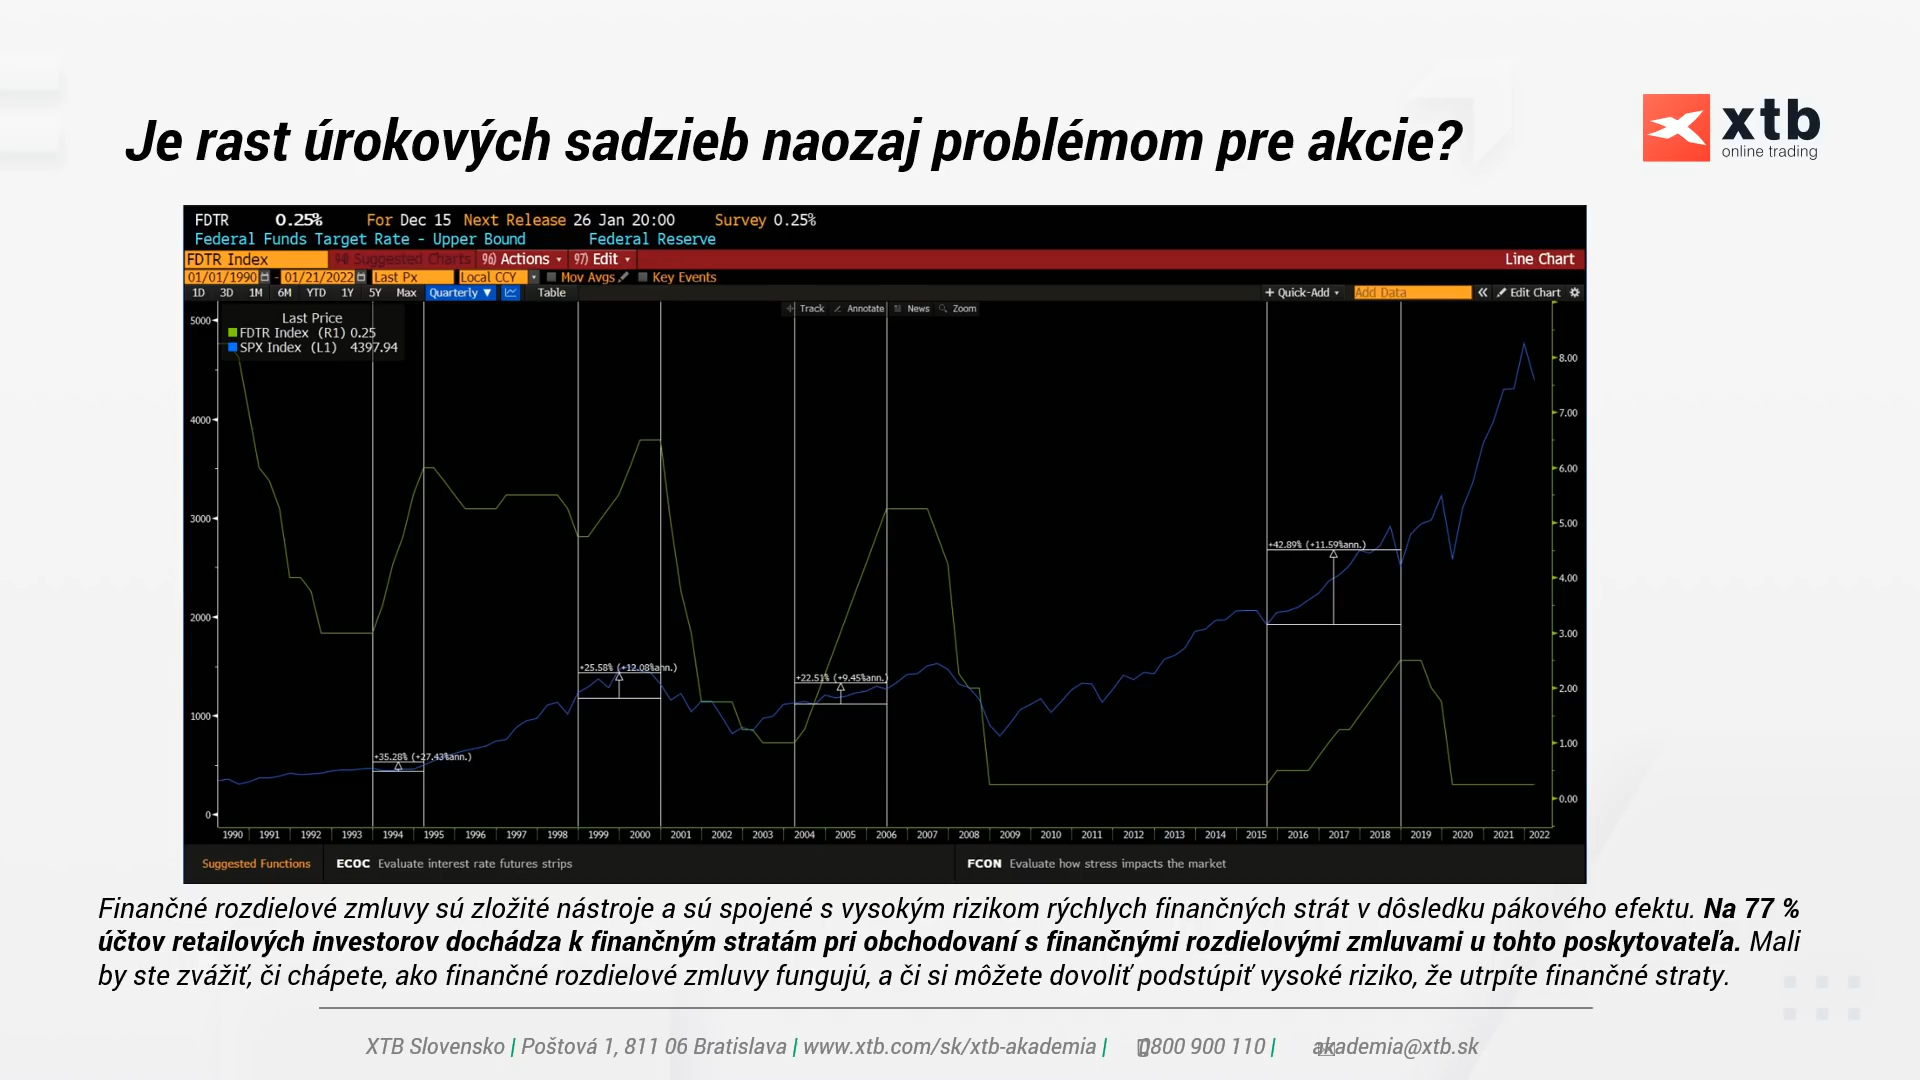 Je rast úrokových sadzieb naozaj problémom pre akcie?
xtb
online trading
FDTR 0.25% For Dec 15 Next Release 26 Jan 20:00 Survey 0.25%
Federal Funds Target Rate - Upper Bound Federal Reserve
FDTR Index 94) Suggested Charts 96) Actions 97) Edit Line Chart
01/01/1990 - 01/21/2022 Last Px Local CCY Mov Avgs Key Events
1D 3D 1M 6M YTD 1Y 5Y Max Quarterly ▼ Table + Quick-Add Add Data « Edit Chart
Track Annotate News Zoom
Last Price
FDTR Index (R1) 0.25
SPX Index (L1) 4397.94
5000
4000
3000
2000
1000
0
8.00
7.00
6.00
5.00
4.00
3.00
2.00
1.00
0.00
+35.28% (+27.43%ann.)
+25.58% (+12.08%ann.)
+22.51% (+9.45%ann.)
+42.89% (+11.59%ann.)
1990 1991 1992 1993 1994 1995 1996 1997 1998 1999 2000 2001 2002 2003 2004 2005 2006 2007 2008 2009 2010 2011 2012 2013 2014 2015 2016 2017 2018 2019 2020 2021 2022
Suggested Functions ECOC Evaluate interest rate futures strips FCON Evaluate how stress impacts the market
Finančné rozdielové zmluvy sú zložité nástroje a sú spojené s vysokým rizikom rýchlych finančných strát v dôsledku pákového efektu. Na 77 %
účtov retailových investorov dochádza k finančným stratám pri obchodovaní s finančnými rozdielovými zmluvami u tohto poskytovateľa. Mali
by ste zvážiť, či chápete, ako finančné rozdielové zmluvy fungujú, a či si môžete dovoliť podstúpiť vysoké riziko, že utrpíte finančné straty.
XTB Slovensko | Poštová 1, 811 06 Bratislava | www.xtb.com/sk/xtb-akademia | 0800 900 110 | akademia@xtb.sk